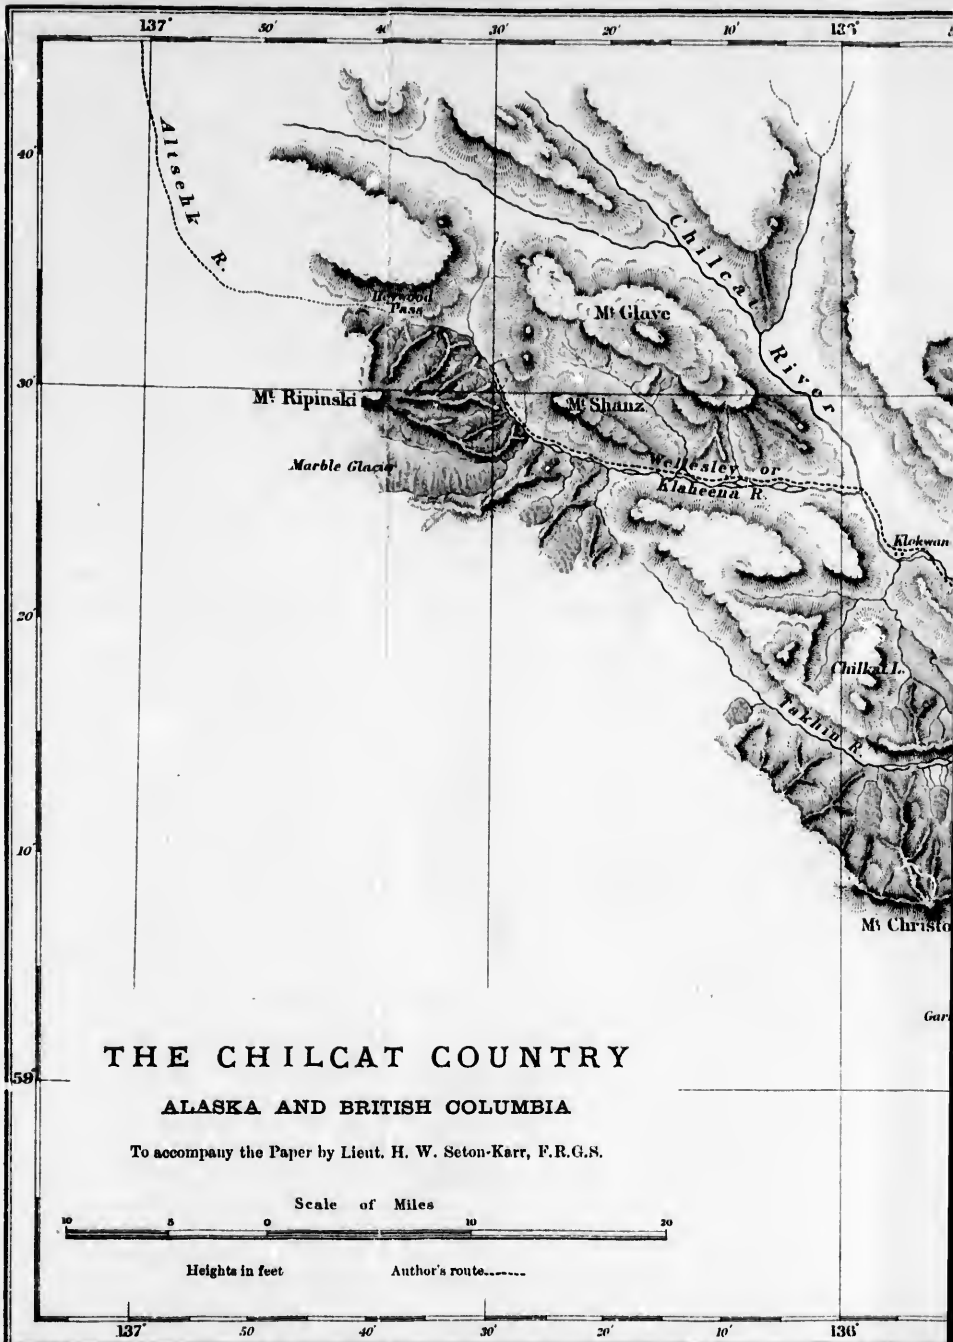 137° 50' 40' 30' 20' 10' 136°
40'
Altsehk R.
Chilcat River
Pass
Mt Glave
30'
Mt Ripinski
Mt Shanz
Marble Glacier
Wellesley or
Klaheena R.
Klokwan
20'
Chilkat L.
Takhin R.
10'
Mt Christo
Gar
THE CHILCAT COUNTRY
59°
ALASKA AND BRITISH COLUMBIA
To accompany the Paper by Lieut. H. W. Seton-Karr, F.R.G.S.
Scale of Miles
10 5 0 10 20
Heights in feet Author's route
137° 50' 40' 30' 20' 10' 136°